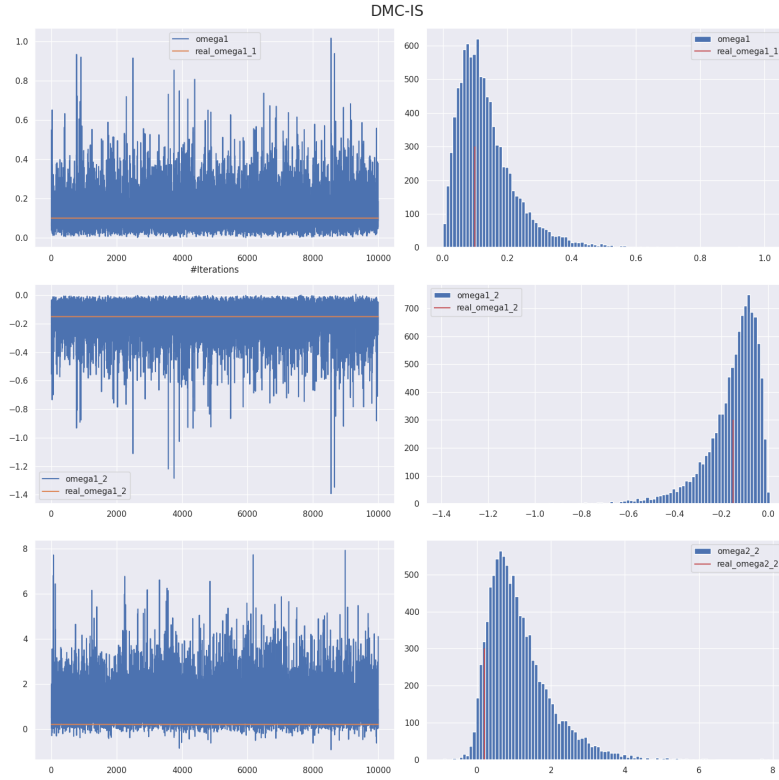 DMC-IS
omega1
real_omega1_1
1.0
0.8
0.6
0.4
0.2
0.0
0 2000 4000 6000 8000 10000
#Iterations
omega1
real_omega1_1
600
500
400
300
200
100
0
0.0 0.2 0.4 0.6 0.8 1.0
0.0
−0.2
−0.4
−0.6
−0.8
−1.0
−1.2
−1.4
omega1_2
real_omega1_2
0 2000 4000 6000 8000 10000
omega1_2
real_omega1_2
700
600
500
400
300
200
100
0
−1.4 −1.2 −1.0 −0.8 −0.6 −0.4 −0.2 0.0
8
6
4
2
0
0 2000 4000 6000 8000 10000
omega2_2
real_omega2_2
500
400
300
200
100
0
0 2 4 6 8